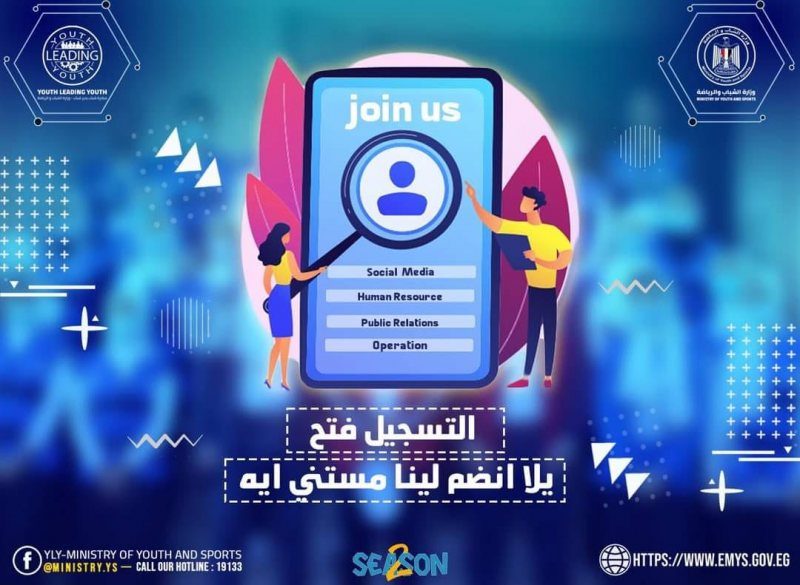 YOUTH
LEADING
YOUTH
YOUTH LEADING YOUTH
وزارة الشباب والرياضة
MINISTRY OF YOUTH AND SPORTS
join us
Social Media
Human Resource
Public Relations
Operation
التسجيل فتح
يلا انضم لينا مستني ايه
YLY-MINISTRY OF YOUTH AND SPORTS
@MINISTRY.YS — CALL OUR HOTLINE : 19133
SEASON 2
HTTPS://WWW.EMYS.GOV.EG